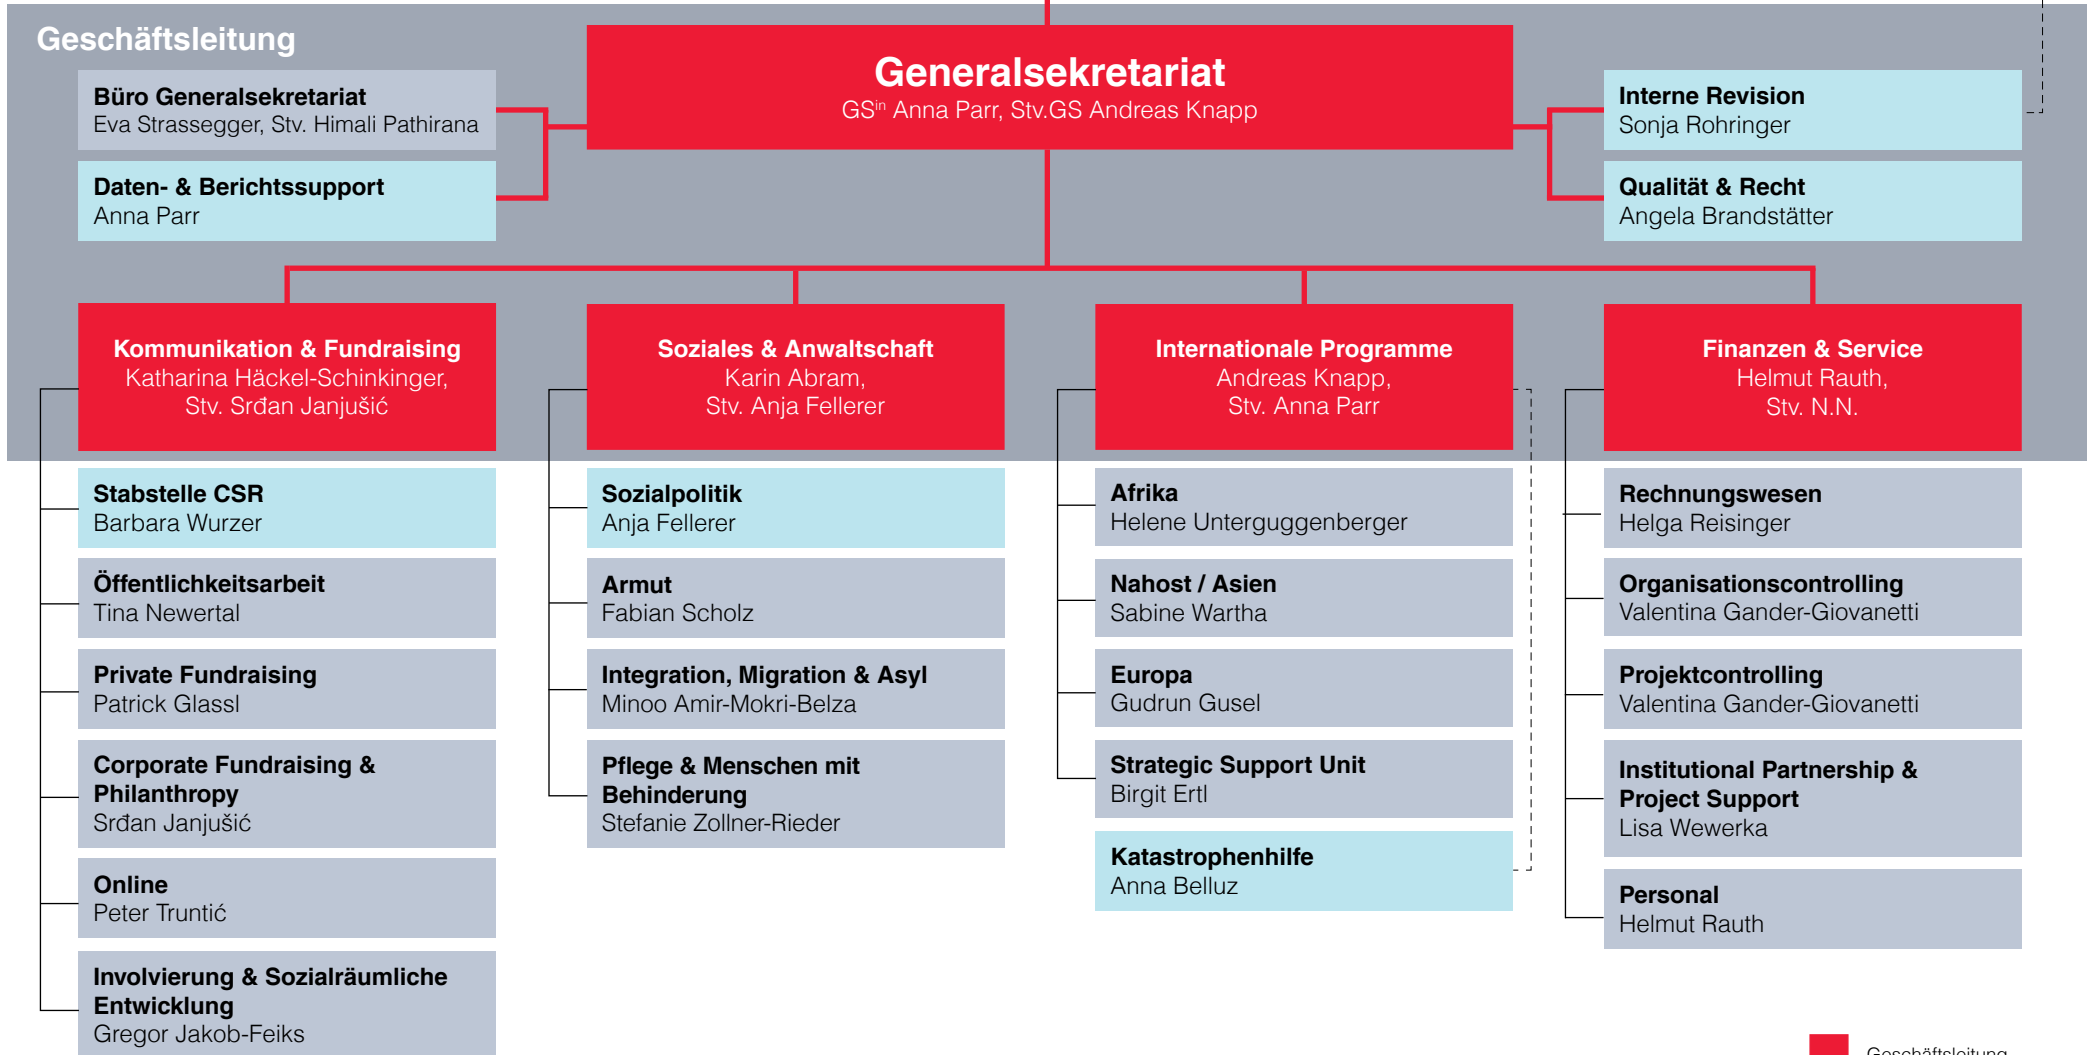 Geschäftsleitung
Generalsekretariat
GSin Anna Parr, Stv.GS Andreas Knapp
Büro Generalsekretariat
Eva Strassegger, Stv. Himali Pathirana
Daten- & Berichtssupport
Anna Parr
Interne Revision
Sonja Rohringer
Qualität & Recht
Angela Brandstätter
Kommunikation & Fundraising
Katharina Häckel-Schinkinger,
Stv. Srđan Janjušić
Stabstelle CSR
Barbara Wurzer
Öffentlichkeitsarbeit
Tina Newertal
Private Fundraising
Patrick Glassl
Corporate Fundraising &
Philanthropy
Srđan Janjušić
Online
Peter Truntić
Involvierung & Sozialräumliche
Entwicklung
Gregor Jakob-Feiks
Soziales & Anwaltschaft
Karin Abram,
Stv. Anja Fellerer
Sozialpolitik
Anja Fellerer
Armut
Fabian Scholz
Integration, Migration & Asyl
Minoo Amir-Mokri-Belza
Pflege & Menschen mit
Behinderung
Stefanie Zollner-Rieder
Internationale Programme
Andreas Knapp,
Stv. Anna Parr
Afrika
Helene Unterguggenberger
Nahost / Asien
Sabine Wartha
Europa
Gudrun Gusel
Strategic Support Unit
Birgit Ertl
Katastrophenhilfe
Anna Belluz
Finanzen & Service
Helmut Rauth,
Stv. N.N.
Rechnungswesen
Helga Reisinger
Organisationscontrolling
Valentina Gander-Giovanetti
Projektcontrolling
Valentina Gander-Giovanetti
Institutional Partnership &
Project Support
Lisa Wewerka
Personal
Helmut Rauth
Geschäftsleitung